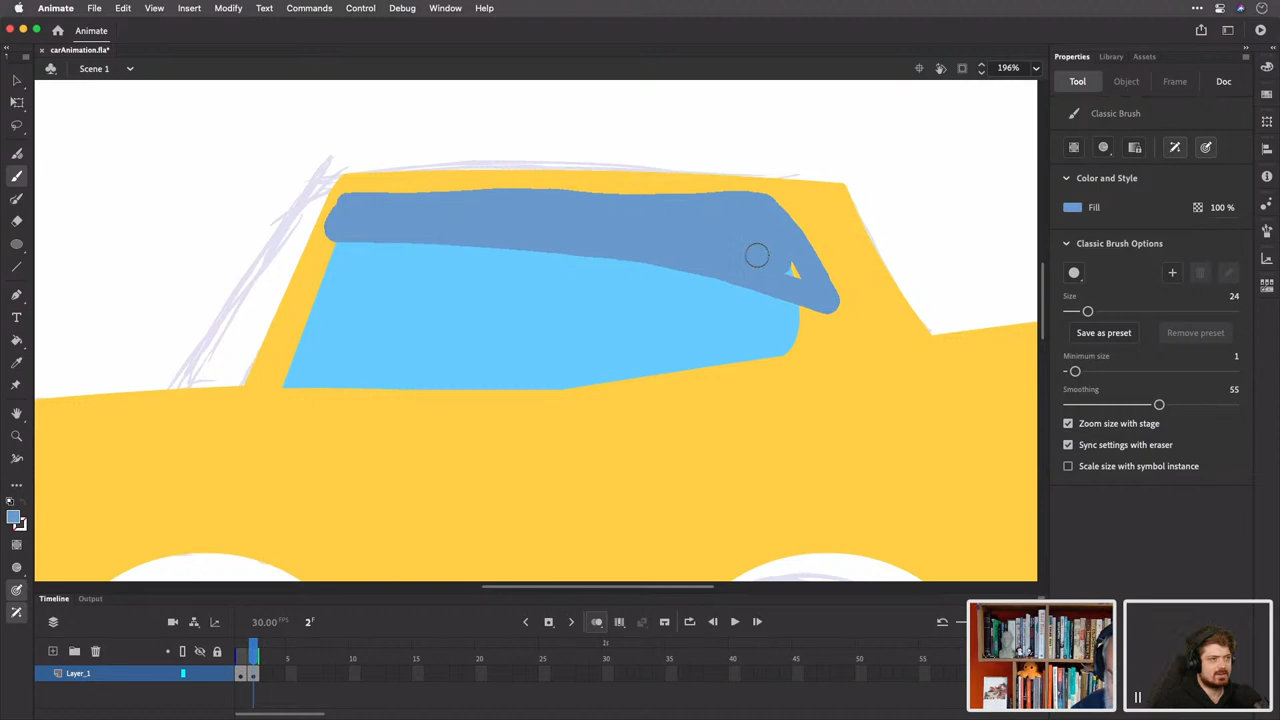 Animate File Edit View Insert Modify Text Commands Control Debug Window Help
Animate
carAnimation.fla*
Scene 1
196%
Properties Library Assets
Tool Object Frame Doc
Classic Brush
Color and Style
Fill 100 %
Classic Brush Options
Size 24
Save as preset Remove preset
Minimum size 1
Smoothing 55
Zoom size with stage
Sync settings with eraser
Scale size with symbol instance
Timeline Output
30.00 FPS 2 F
1s
5 10 15 20 25 30 35 40 45 50 55
Layer_1